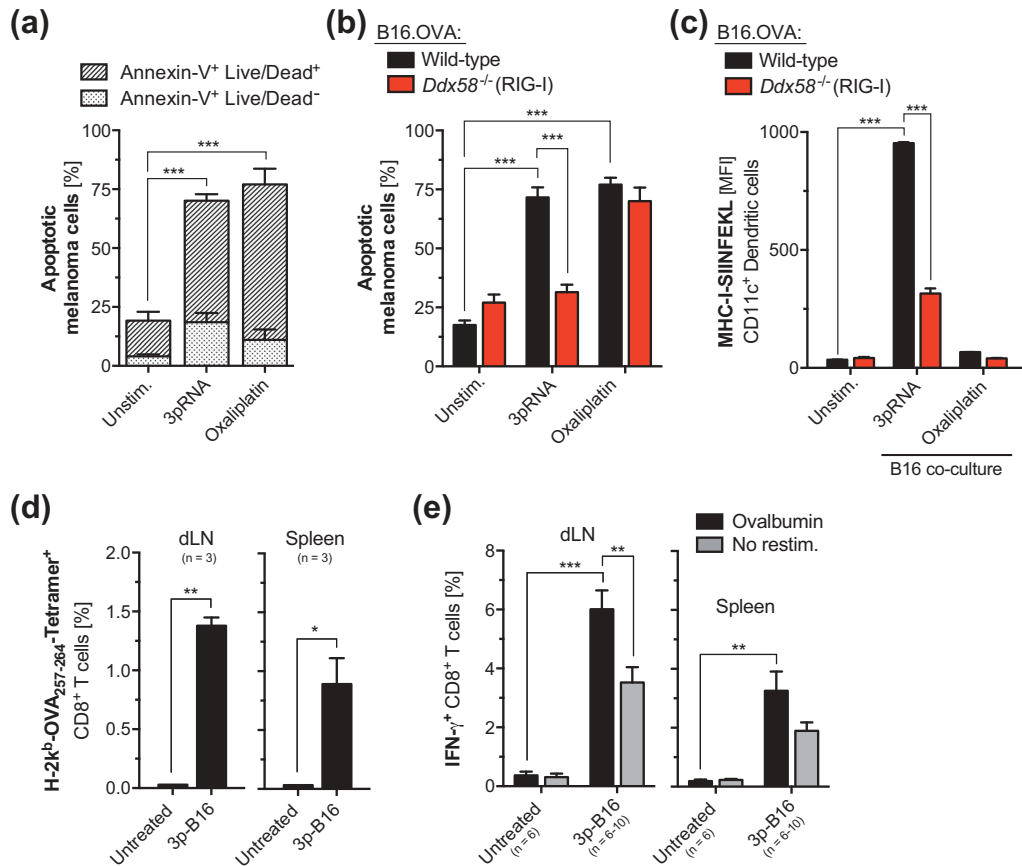 (a)
Annexin-V⁺ Live/Dead⁺
Annexin-V⁺ Live/Dead⁻
Apoptotic
melanoma cells [%]
100
75
50
25
0
***
***
Unstim.
3pRNA
Oxaliplatin
(b)
B16.OVA:
Wild-type
Ddx58⁻/⁻ (RIG-I)
Apoptotic
melanoma cells [%]
100
75
50
25
0
***
***
***
Unstim.
3pRNA
Oxaliplatin
(c)
B16.OVA:
Wild-type
Ddx58⁻/⁻ (RIG-I)
MHC-I-SIINFEKL [MFI]
CD11c⁺ Dendritic cells
1000
500
0
***
***
Unstim.
3pRNA
Oxaliplatin
B16 co-culture
(d)
H-2kᵇ-OVA₂₅₇₋₂₆₄-Tetramer⁺
CD8⁺ T cells [%]
dLN
(n = 3)
2.0
1.5
1.0
0.5
0.0
**
Untreated
3p-B16
Spleen
(n = 3)
*
Untreated
3p-B16
(e)
Ovalbumin
No restim.
IFN-γ⁺ CD8⁺ T cells [%]
dLN
8
6
4
2
0
***
**
Untreated
(n = 6)
3p-B16
(n = 6-10)
Spleen
**
Untreated
(n = 6)
3p-B16
(n = 6-10)